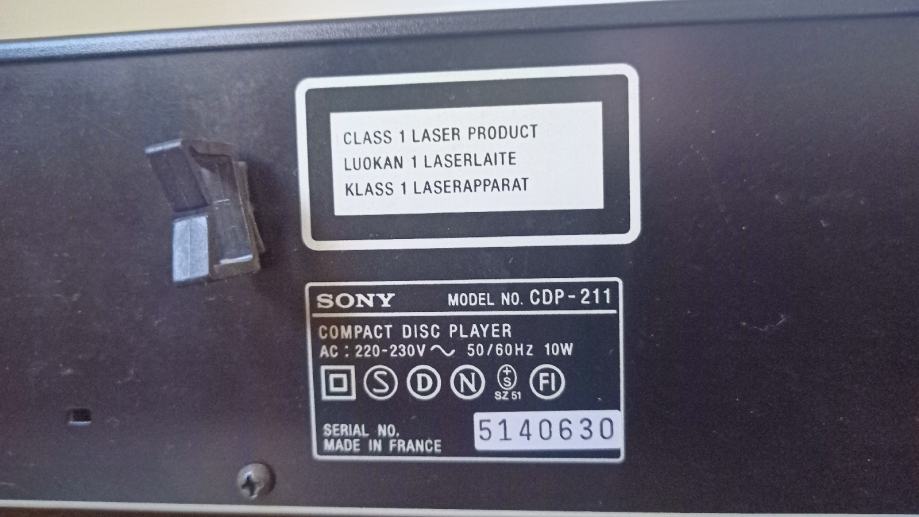 CLASS 1 LASER PRODUCT
LUOKAN 1 LASERLAITE
KLASS 1 LASERAPPARAT
SONY MODEL NO. CDP-211
COMPACT DISC PLAYER
AC : 220-230V ~ 50/60Hz 10W
S D N +S FI
SZ 51
SERIAL NO. 5140630
MADE IN FRANCE